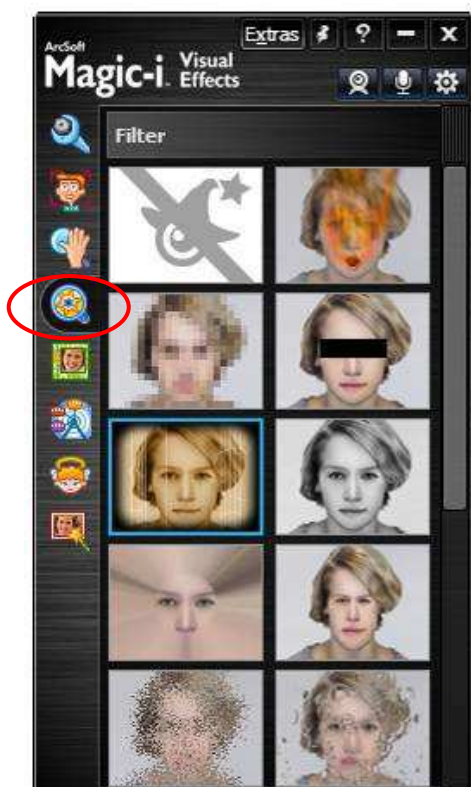 Extras ? – x
ArcSoft
Magic-i. Visual
Effects
Filter